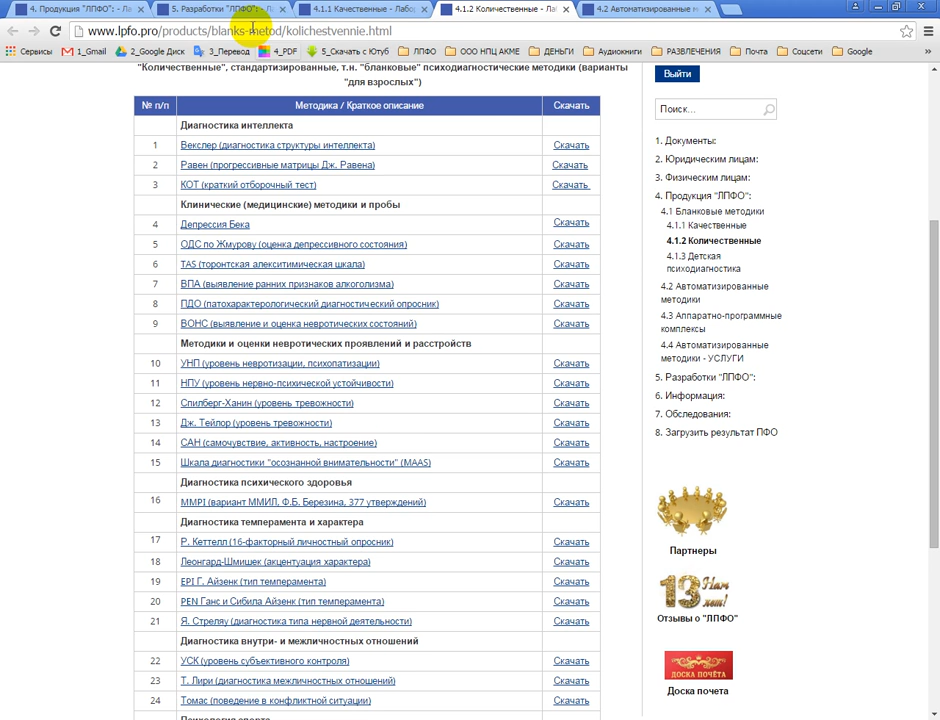 4. Продукция "ЛПФО": - Ла
5. Разработки "ЛПФО": -
4.1.1 Качественные - Лабор
4.1.2 Количественные - Ла
4.2 Автоматизированные м
www.lpfo.pro/products/blanks-metod/kolichestvennie.html
Сервисы
1_Gmail
2_Google Диск
3_Перевод
4_PDF
5_Скачать с Ютуб
ЛПФО
ООО НПЦ АКМЕ
ДЕНЬГИ
Аудиокниги
РАЗВЛЕЧЕНИЯ
Почта
Соцсети
Google
"Количественные", стандартизированные, т.н. "бланковые" психодиагностические методики (варианты
"для взрослых")
№ п/п Методика / Краткое описание Скачать
Диагностика интеллекта
1 Векслер (диагностика структуры интеллекта) Скачать
2 Равен (прогрессивные матрицы Дж. Равена) Скачать
3 КОТ (краткий отборочный тест) Скачать
Клинические (медицинские) методики и пробы
4 Депрессия Бека Скачать
5 ОДС по Жмурову (оценка депрессивного состояния) Скачать
6 TAS (торонтская алекситимическая шкала) Скачать
7 ВПА (выявление ранних признаков алкоголизма) Скачать
8 ПДО (патохарактерологический диагностический опросник) Скачать
9 ВОНС (выявление и оценка невротических состояний) Скачать
Методики и оценки невротических проявлений и расстройств
10 УНП (уровень невротизации, психопатизации) Скачать
11 НПУ (уровень нервно-психической устойчивости) Скачать
12 Спилберг-Ханин (уровень тревожности) Скачать
13 Дж. Тейлор (уровень тревожности) Скачать
14 САН (самочувствие, активность, настроение) Скачать
15 Шкала диагностики "осознанной внимательности" (MAAS) Скачать
Диагностика психического здоровья
16 MMPI (вариант ММИЛ, Ф.Б. Березина, 377 утверждений) Скачать
Диагностика темперамента и характера
17 Р. Кеттелл (16-факторный личностный опросник) Скачать
18 Леонгард-Шмишек (акцентуация характера) Скачать
19 EPI Г. Айзенк (тип темперамента) Скачать
20 PEN Ганс и Сибила Айзенк (тип темперамента) Скачать
21 Я. Стреляу (диагностика типа нервной деятельности) Скачать
Диагностика внутри- и межличностных отношений
22 УСК (уровень субъективного контроля) Скачать
23 Т. Лири (диагностика межличностных отношений) Скачать
24 Томас (поведение в конфликтной ситуации) Скачать
Психология спорта
Выйти
Поиск...
1. Документы:
2. Юридическим лицам:
3. Физическим лицам:
4. Продукция "ЛПФО":
4.1 Бланковые методики
4.1.1 Качественные
4.1.2 Количественные
4.1.3 Детская
психодиагностика
4.2 Автоматизированные
методики
4.3 Аппаратно-программные
комплексы
4.4 Автоматизированные
методики - УСЛУГИ
5. Разработки "ЛПФО":
6. Информация:
7. Обследования:
8. Загрузить результат ПФО
Партнеры
13 Нам
лет!
Отзывы о "ЛПФО"
ДОСКА ПОЧЁТА
Доска почета